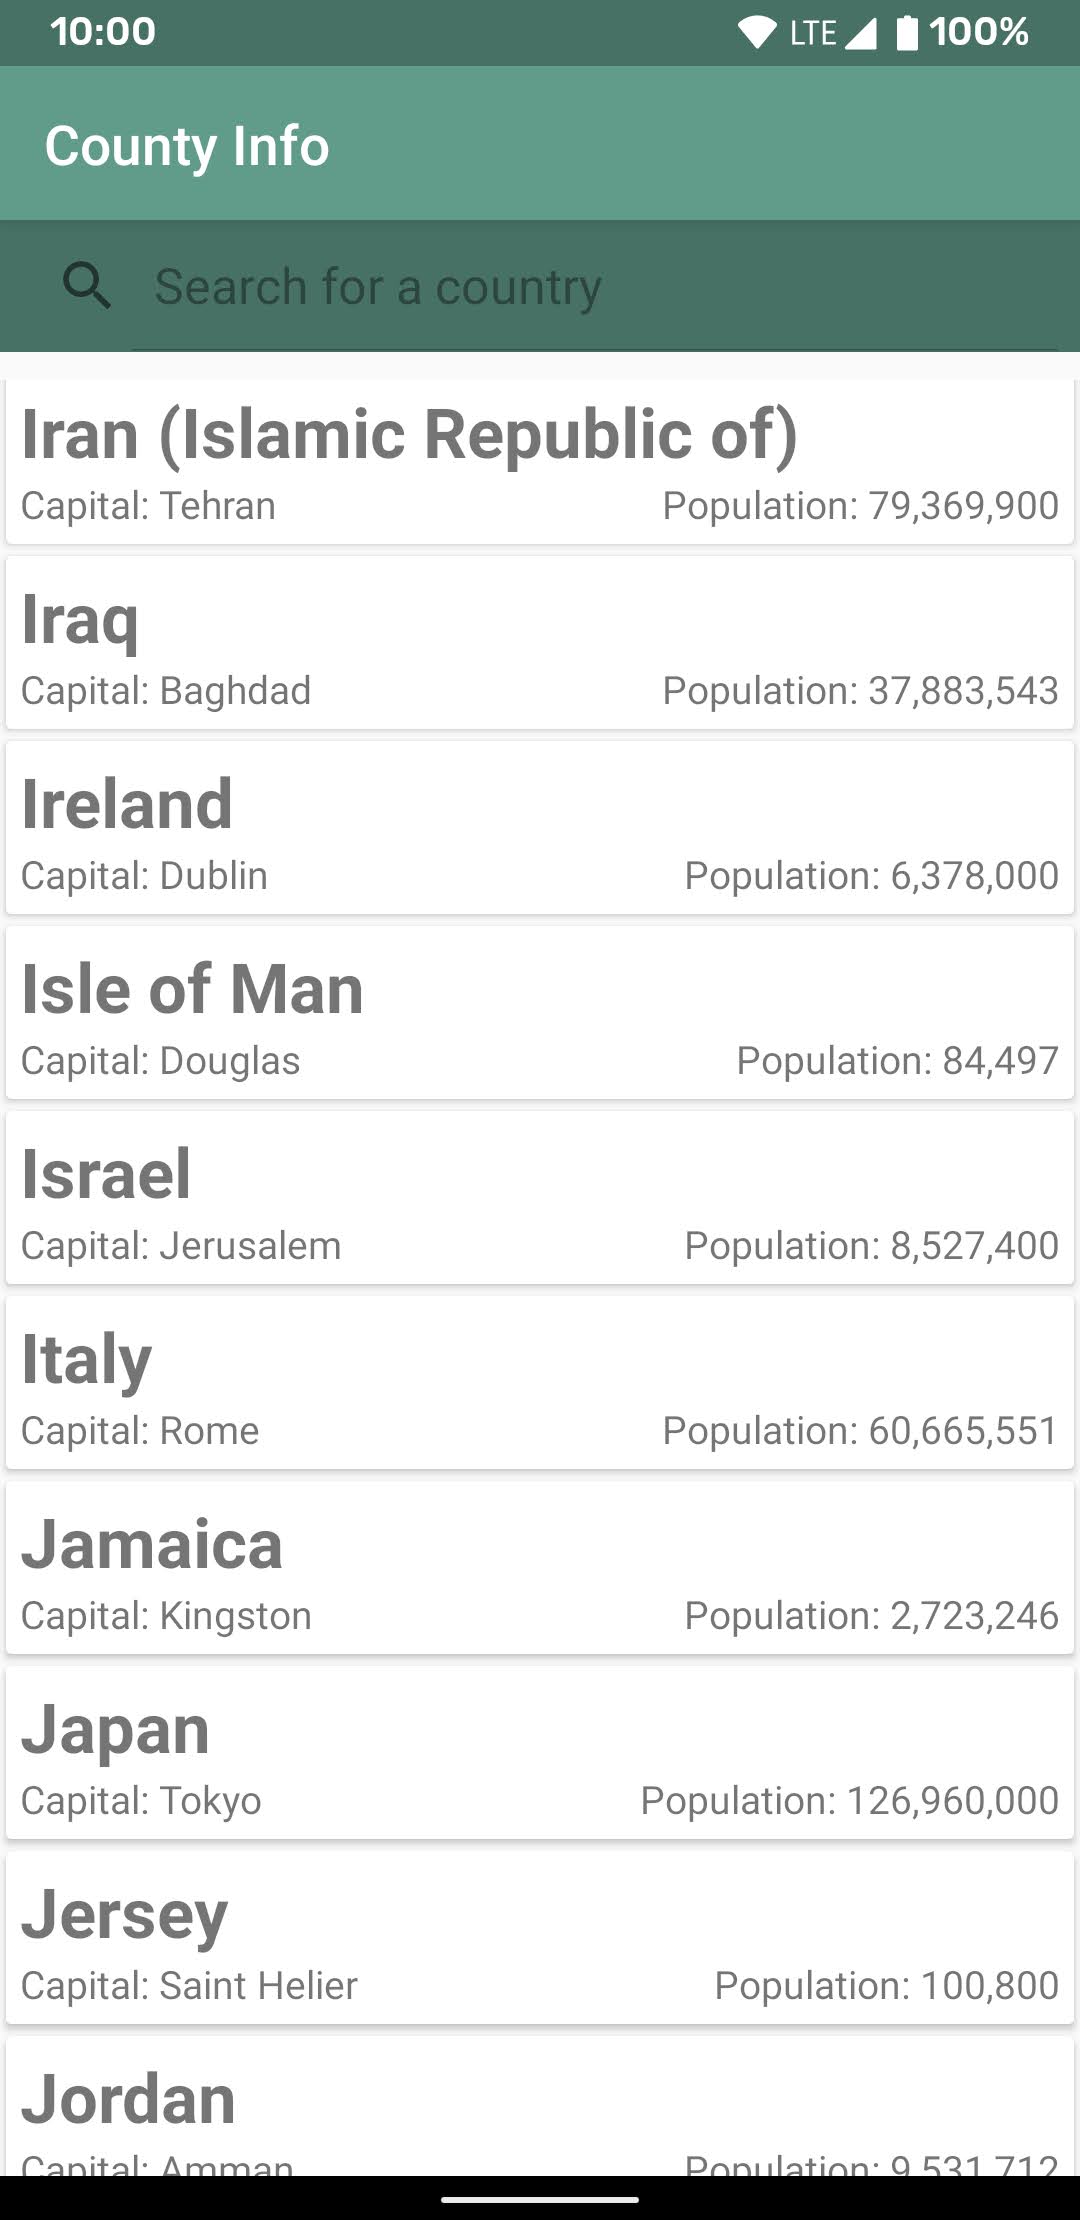 10:00 LTE 100%
County Info
Search for a country
Iran (Islamic Republic of)
Capital: Tehran Population: 79,369,900
Iraq
Capital: Baghdad Population: 37,883,543
Ireland
Capital: Dublin Population: 6,378,000
Isle of Man
Capital: Douglas Population: 84,497
Israel
Capital: Jerusalem Population: 8,527,400
Italy
Capital: Rome Population: 60,665,551
Jamaica
Capital: Kingston Population: 2,723,246
Japan
Capital: Tokyo Population: 126,960,000
Jersey
Capital: Saint Helier Population: 100,800
Jordan
Capital: Amman Population: 9,531,712